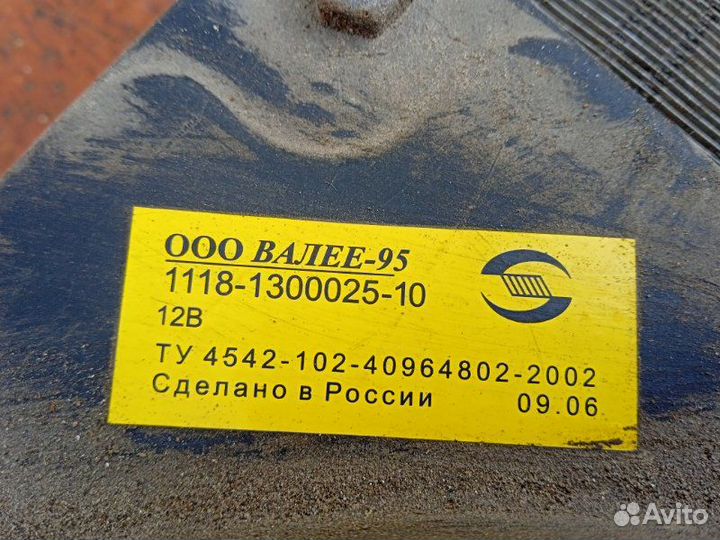 ООО ВАЛЕЕ-95
1118-1300025-10
12В
ТУ 4542-102-40964802-2002
Сделано в России 09.06
Avito